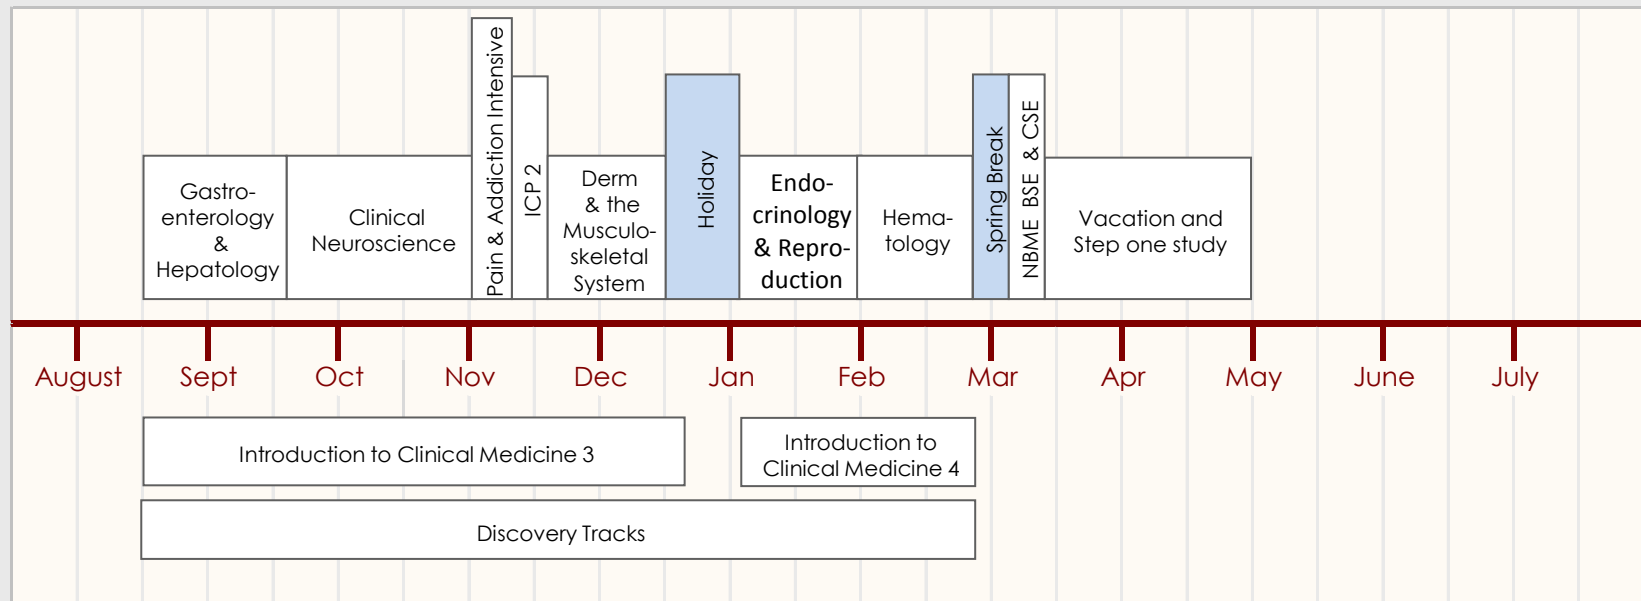 Gastro-
enterology
&
Hepatology
Clinical
Neuroscience
Pain & Addiction Intensive
ICP 2
Derm
& the
Musculo-
skeletal
System
Holiday
Endo-
crinology
& Repro-
duction
Hema-
tology
Spring Break
NBME BSE & CSE
Vacation and
Step one study
August Sept Oct Nov Dec Jan Feb Mar Apr May June July
Introduction to Clinical Medicine 3
Introduction to
Clinical Medicine 4
Discovery Tracks